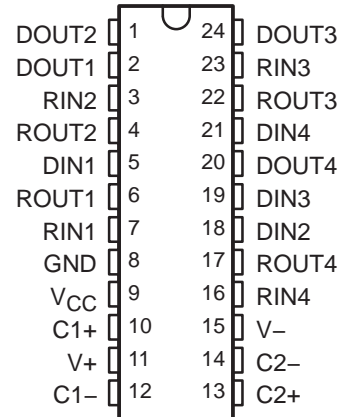 DOUT2 1 24 DOUT3
DOUT1 2 23 RIN3
RIN2 3 22 ROUT3
ROUT2 4 21 DIN4
DIN1 5 20 DOUT4
ROUT1 6 19 DIN3
RIN1 7 18 DIN2
GND 8 17 ROUT4
VCC 9 16 RIN4
C1+ 10 15 V−
V+ 11 14 C2−
C1− 12 13 C2+